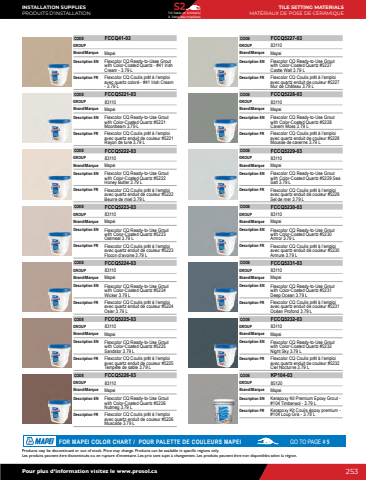 INSTALLATION SUPPLIES
PRODUITS D'INSTALLATION
S2
TILE SETTING MATERIALS
MATÉRIAUX DE POSE DE CÉRAMIQUE
CODE FCCQ41-03
GROUP 83110
Brand/Marque Mapei
Description EN Flexcolor CQ Ready-to-Use Grout
with Color-Coated Quartz - #41 Irish
Cream - 3.79 L
Description FR Flexcolor CQ Coulis prêt à l'emploi
avec quartz coloré - #41 Irish Cream
- 3.79 L
CODE FCCQ5221-03
GROUP 83110
Brand/Marque Mapei
Description EN Flexcolor CQ Ready-to-Use Grout
with Color-Coated Quartz #5221
Moonbeam 3.79 L
Description FR Flexcolor CQ Coulis prêt à l'emploi
avec quartz enduit de couleur #5221
Rayon de lune 3.79 L
CODE FCCQ5222-03
GROUP 83110
Brand/Marque Mapei
Description EN Flexcolor CQ Ready-to-Use Grout
with Color-Coated Quartz #5222
Honey Butter 3.79 L
Description FR Flexcolor CQ Coulis prêt à l'emploi
avec quartz enduit de couleur #5222
Beurre de miel 3.79 L
CODE FCCQ5223-03
GROUP 83110
Brand/Marque Mapei
Description EN Flexcolor CQ Ready-to-Use Grout
with Color-Coated Quartz #5223
Oatmeal 3.79 L
Description FR Flexcolor CQ Coulis prêt à l'emploi
avec quartz enduit de couleur #5223
Flocon d'avoine 3.79 L
CODE FCCQ5224-03
GROUP 83110
Brand/Marque Mapei
Description EN Flexcolor CQ Ready-to-Use Grout
with Color-Coated Quartz #5224
Wicker 3.79 L
Description FR Flexcolor CQ Coulis prêt à l'emploi
avec quartz enduit de couleur #5224
Osier 3.79 L
CODE FCCQ5225-03
GROUP 83110
Brand/Marque Mapei
Description EN Flexcolor CQ Ready-to-Use Grout
with Color-Coated Quartz #5225
Sandstor 3.79 L
Description FR Flexcolor CQ Coulis prêt à l'emploi
avec quartz enduit de couleur #5225
Tempête de sable 3.79 L
CODE FCCQ5226-03
GROUP 83110
Brand/Marque Mapei
Description EN Flexcolor CQ Ready-to-Use Grout
with Color-Coated Quartz #5226
Nutmeg 3.79 L
Description FR Flexcolor CQ Coulis prêt à l'emploi
avec quartz enduit de couleur #5226
Muscade 3.79 L
CODE FCCQ5227-03
GROUP 83110
Brand/Marque Mapei
Description EN Flexcolor CQ Ready-to-Use Grout
with Color-Coated Quartz #5227
Castle Wall 3.79 L
Description FR Flexcolor CQ Coulis prêt à l'emploi
avec quartz enduit de couleur #5227
Mur de Château 3.79 L
CODE FCCQ5228-03
GROUP 83110
Brand/Marque Mapei
Description EN Flexcolor CQ Ready-to-Use Grout
with Color-Coated Quartz #5228
Cavern Moss 3.79 L
Description FR Flexcolor CQ Coulis prêt à l'emploi
avec quartz enduit de couleur #5228
Mousse de caverne 3.79 L
CODE FCCQ5229-03
GROUP 83110
Brand/Marque Mapei
Description EN Flexcolor CQ Ready-to-Use Grout
with Color-Coated Quartz #5229 Sea
Salt 3.79 L
Description FR Flexcolor CQ Coulis prêt à l'emploi
avec quartz enduit de couleur #5229
Sel de mer 3.79 L
CODE FCCQ5230-03
GROUP 83110
Brand/Marque Mapei
Description EN Flexcolor CQ Ready-to-Use Grout
with Color-Coated Quartz #5230
Armor 3.79 L
Description FR Flexcolor CQ Coulis prêt à l'emploi
avec quartz enduit de couleur #5230
Armure 3.79 L
CODE FCCQ5231-03
GROUP 83110
Brand/Marque Mapei
Description EN Flexcolor CQ Ready-to-Use Grout
with Color-Coated Quartz #5231
Deep Ocean 3.79 L
Description FR Flexcolor CQ Coulis prêt à l'emploi
avec quartz enduit de couleur #5231
Océan Profond 3.79 L
CODE FCCQ5232-03
GROUP 83110
Brand/Marque Mapei
Description EN Flexcolor CQ Ready-to-Use Grout
with Color-Coated Quartz #5232
Night Sky 3.79 L
Description FR Flexcolor CQ Coulis prêt à l'emploi
avec quartz enduit de couleur #5232
Ciel Nocturne 3.79 L
CODE KP104-03
GROUP 85120
Brand/Marque Mapei
Description EN Kerapoxy Kit Premium Epoxy Grout -
#104 Timberwolf - 3.79 L
Description FR Kerapoxy Kit Coulis époxy premium -
#104 Loup Gris - 3.79 L
MAPEI FOR MAPEI COLOR CHART / POUR PALETTE DE COULEURS MAPEI GO TO PAGE # 5
Products may be discontinued or out of stock. Price may change. Products can be available in specific regions only.
Les produits peuvent être discontinués ou en rupture d'inventaire. Les prix sont sujet à changement. Les produits peuvent être non disponibles selon la région.
Pour plus d'information visitez le www.prosol.ca
253